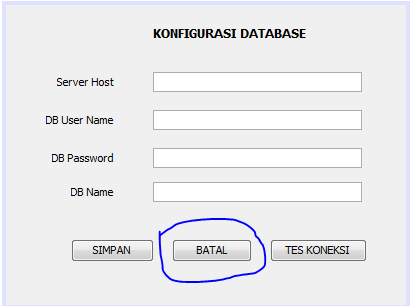 KONFIGURASI DATABASE
Server Host
DB User Name
DB Password
DB Name
SIMPAN BATAL TES KONEKSI